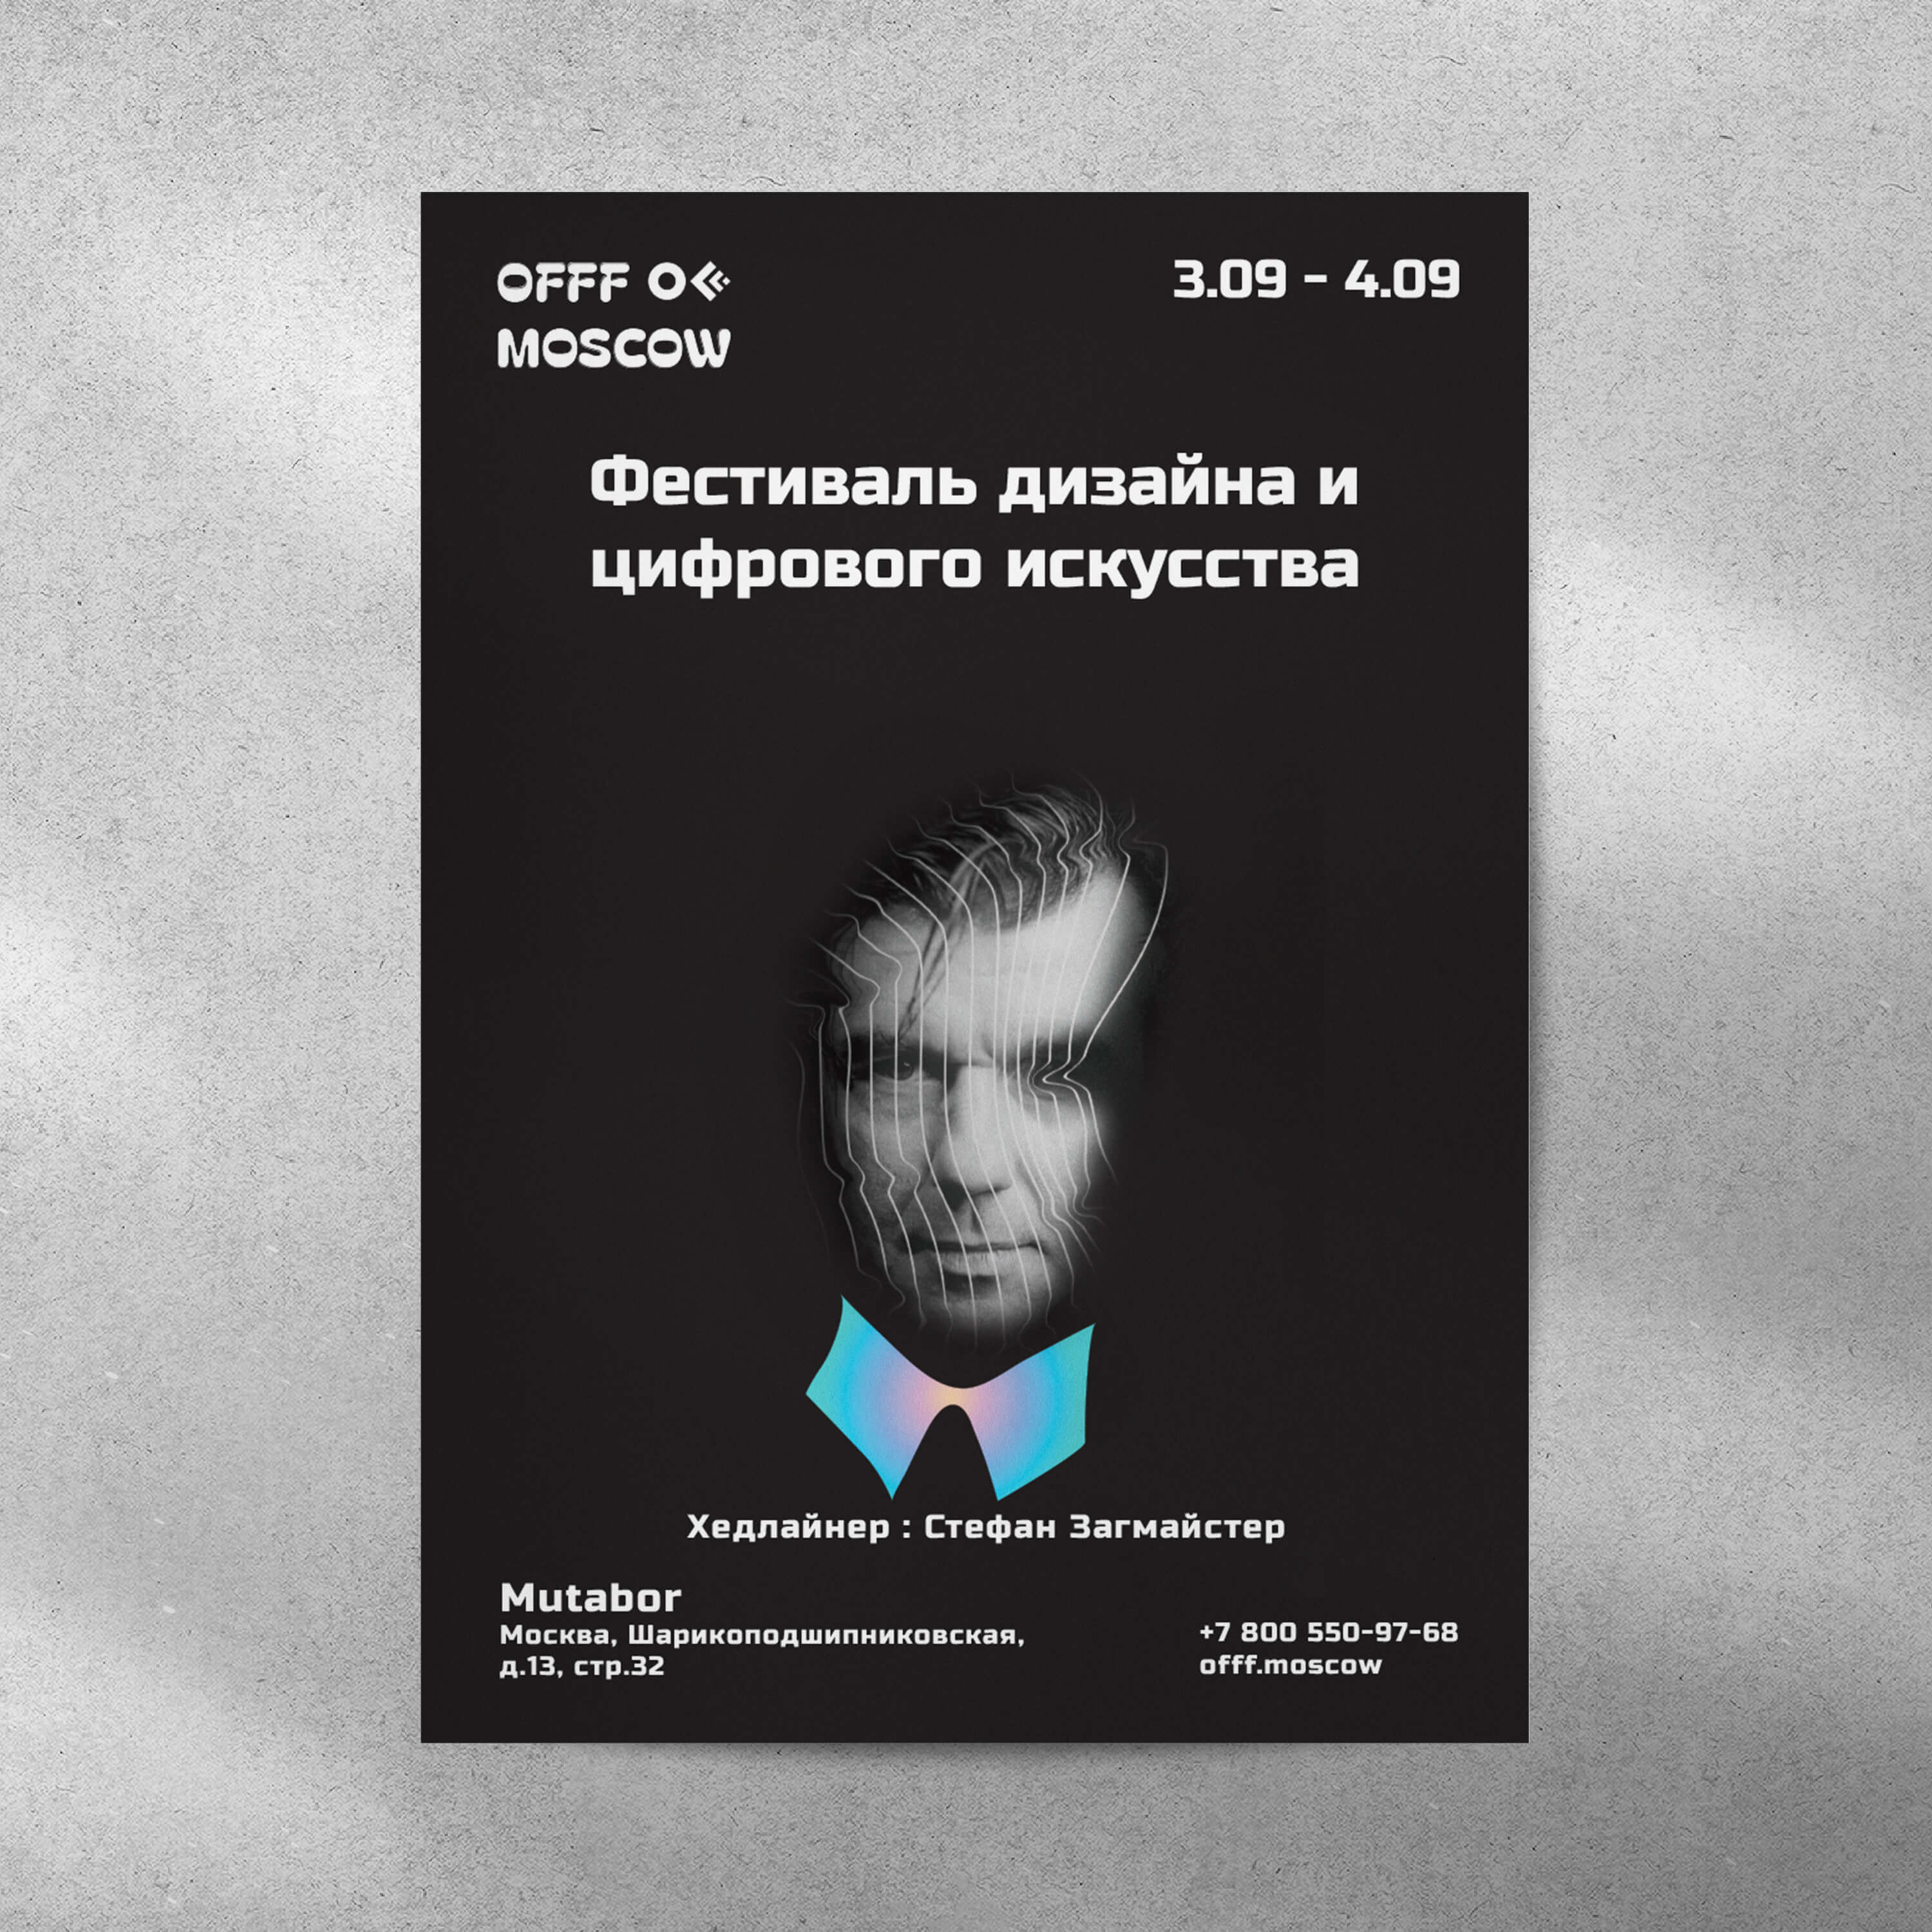 OFFF
MOSCOW
3.09 - 4.09
Фестиваль дизайна и
цифрового искусства
Хедлайнер : Стефан Загмайстер
Mutabor
Москва, Шарикоподшипниковская,
д.13, стр.32
+7 800 550-97-68
offf.moscow